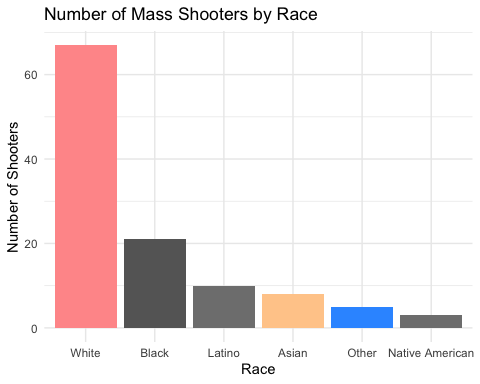 Number of Mass Shooters by Race
Number of Shooters
60
40
20
0
White Black Latino Asian Other Native American
Race